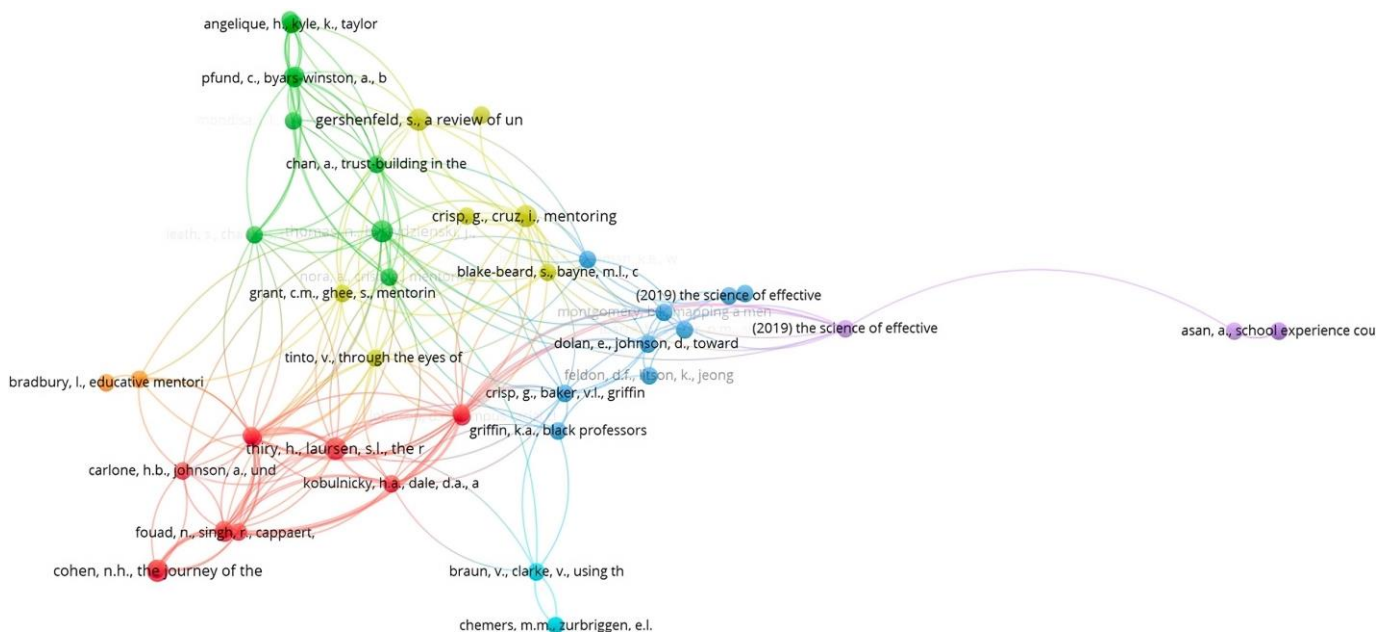 angelique, h., kyle, k., taylor
pfund, c., byars-winston, a., b
gershenfeld, s., a review of un
chan, a., trust-building in the
crisp, g., cruz, i., mentoring
blake-beard, s., bayne, m.l., c
grant, c.m., ghee, s., mentorin
(2019) the science of effective
montgomery, b.l., mapping a men
(2019) the science of effective
asan, a., school experience cou
dolan, e., johnson, d., toward
tinto, v., through the eyes of
feldon, d.f., litson, k., jeong
bradbury, l., educative mentori
crisp, g., baker, v.l., griffin
griffin, k.a., black professors
thiry, h., laursen, s.l., the r
carlone, h.b., johnson, a., und
kobulnicky, h.a., dale, d.a., a
fouad, n., singh, r., cappaert,
cohen, n.h., the journey of the
braun, v., clarke, v., using th
chemers, m.m., zurbriggen, e.l.